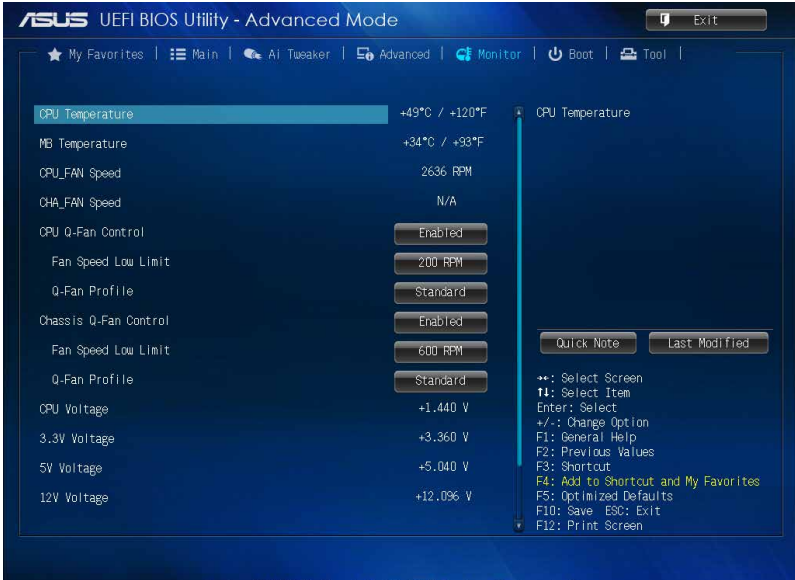 ASUS UEFI BIOS Utility - Advanced Mode
Exit
My Favorites | Main | Ai Tweaker | Advanced | Monitor | Boot | Tool |
CPU Temperature +49°C / +120°F
MB Temperature +34°C / +93°F
CPU_FAN Speed 2636 RPM
CHA_FAN Speed N/A
CPU Q-Fan Control Enabled
Fan Speed Low Limit 200 RPM
Q-Fan Profile Standard
Chassis Q-Fan Control Enabled
Fan Speed Low Limit 600 RPM
Q-Fan Profile Standard
CPU Voltage +1.440 V
3.3V Voltage +3.360 V
5V Voltage +5.040 V
12V Voltage +12.096 V
CPU Temperature
Quick Note Last Modified
→←: Select Screen
↑↓: Select Item
Enter: Select
+/-: Change Option
F1: General Help
F2: Previous Values
F3: Shortcut
F4: Add to Shortcut and My Favorites
F5: Optimized Defaults
F10: Save ESC: Exit
F12: Print Screen